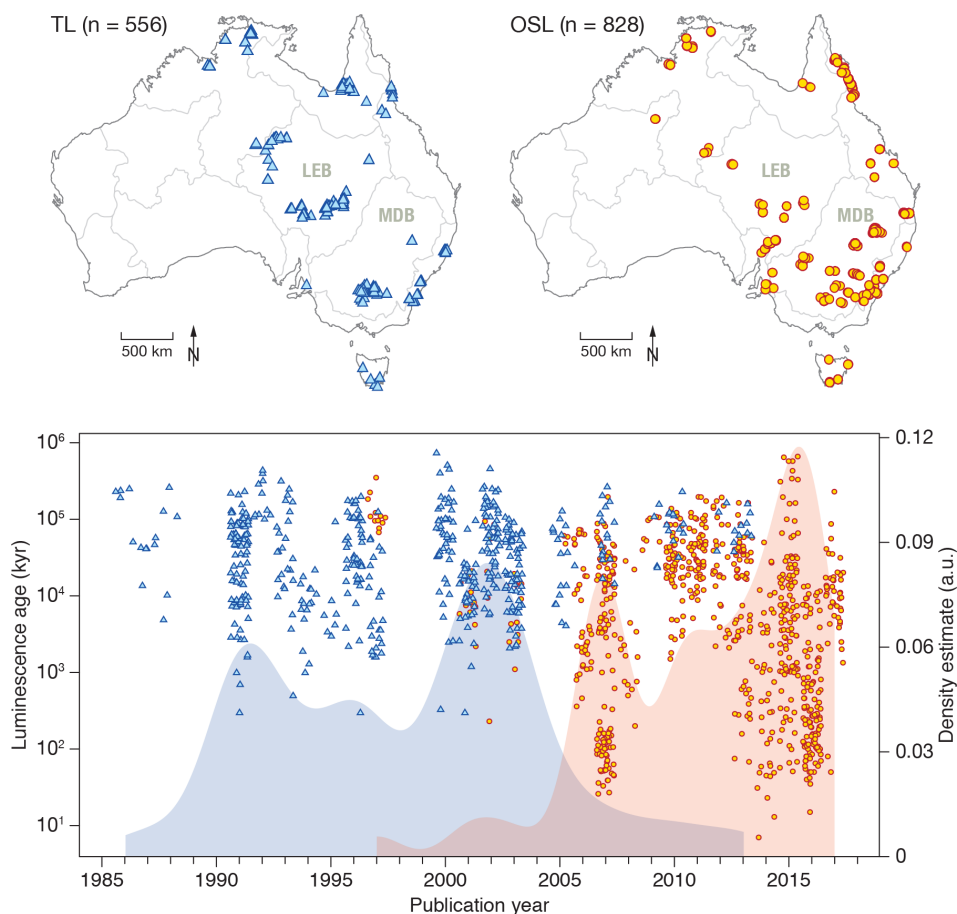 TL (n = 556)
OSL (n = 828)
LEB
MDB
LEB
MDB
500 km
N
500 km
N
Luminescence age (kyr)
10⁶
10⁵
10⁴
10³
10²
10¹
0.12
0.09
0.06
0.03
0
Density estimate (a.u.)
1985
1990
1995
2000
2005
2010
2015
Publication year